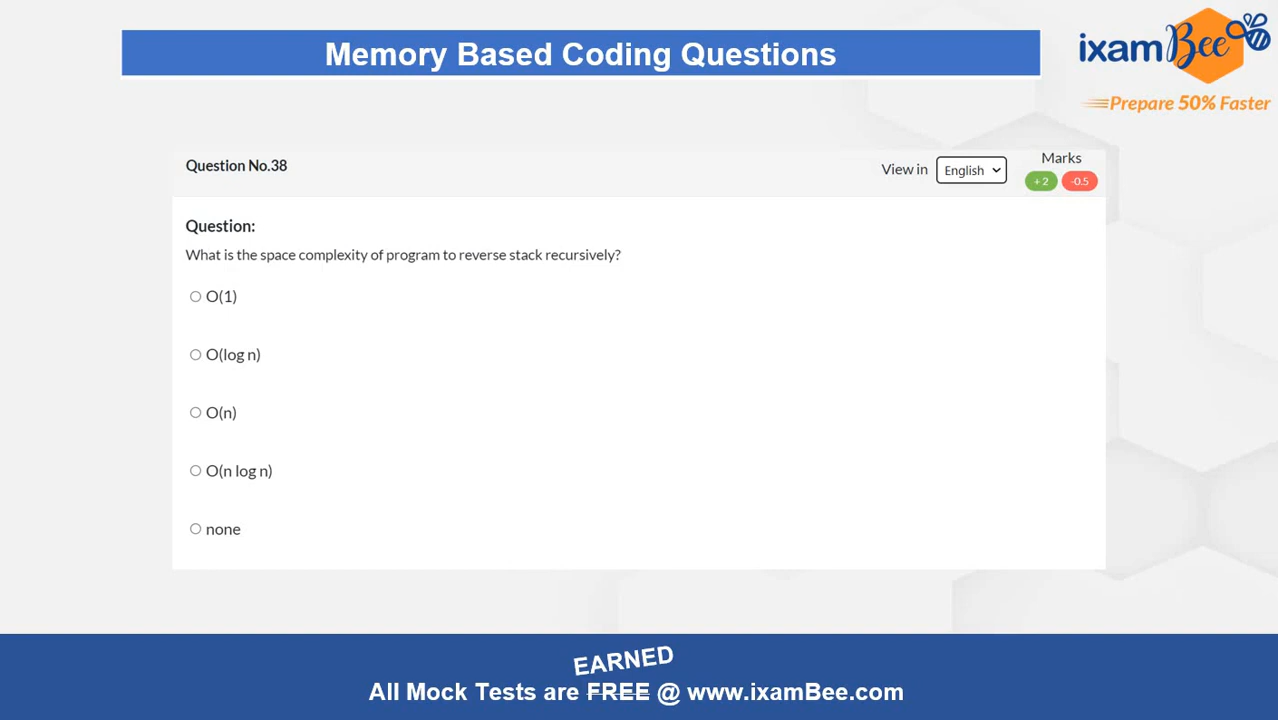 Memory Based Coding Questions
ixamBee
Prepare 50% Faster
Question No.38
View in
English
Marks
+ 2
-0.5
Question:
What is the space complexity of program to reverse stack recursively?
O(1)
O(log n)
O(n)
O(n log n)
none
EARNED
All Mock Tests are FREE @ www.ixamBee.com